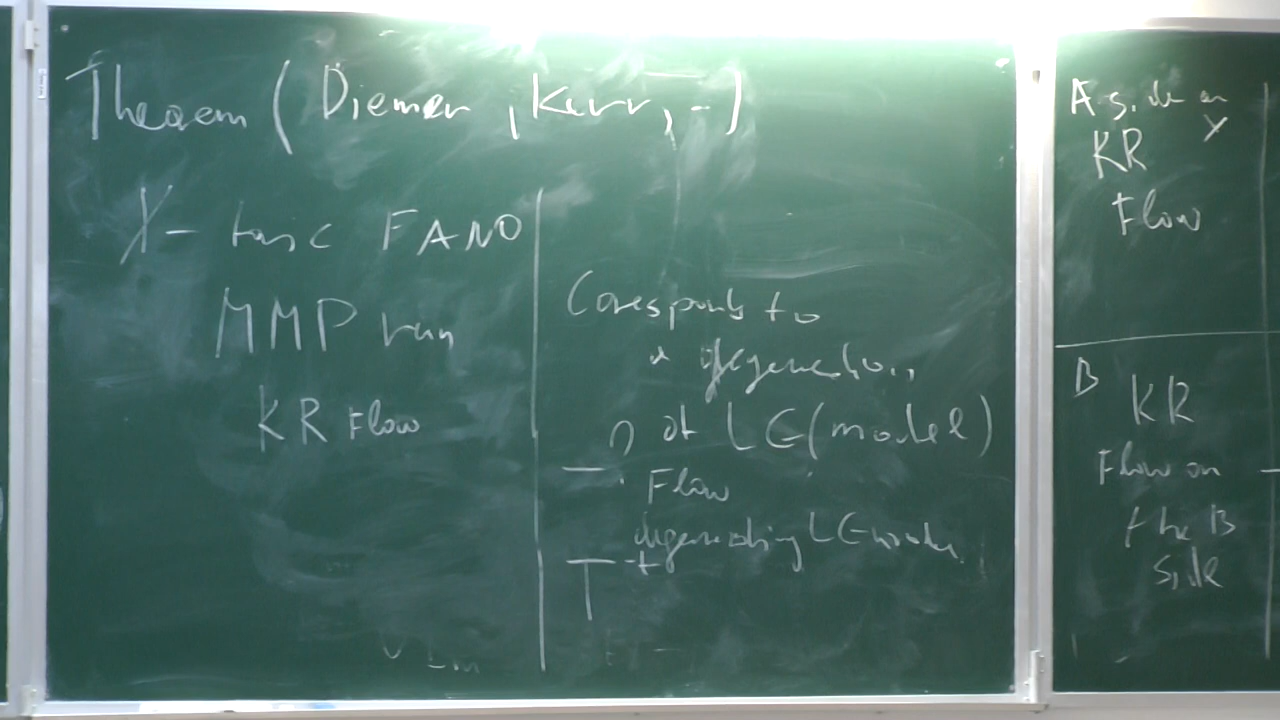 Theorem (Diemer, Kerr, -)
X - toric FANO
MMP run
KR Flow
Coresponds to
a degeneration
of LG (model)
Flow
degenerating LG model
A side on
Y
KR
Flow
B KR
Flow on
the B
side